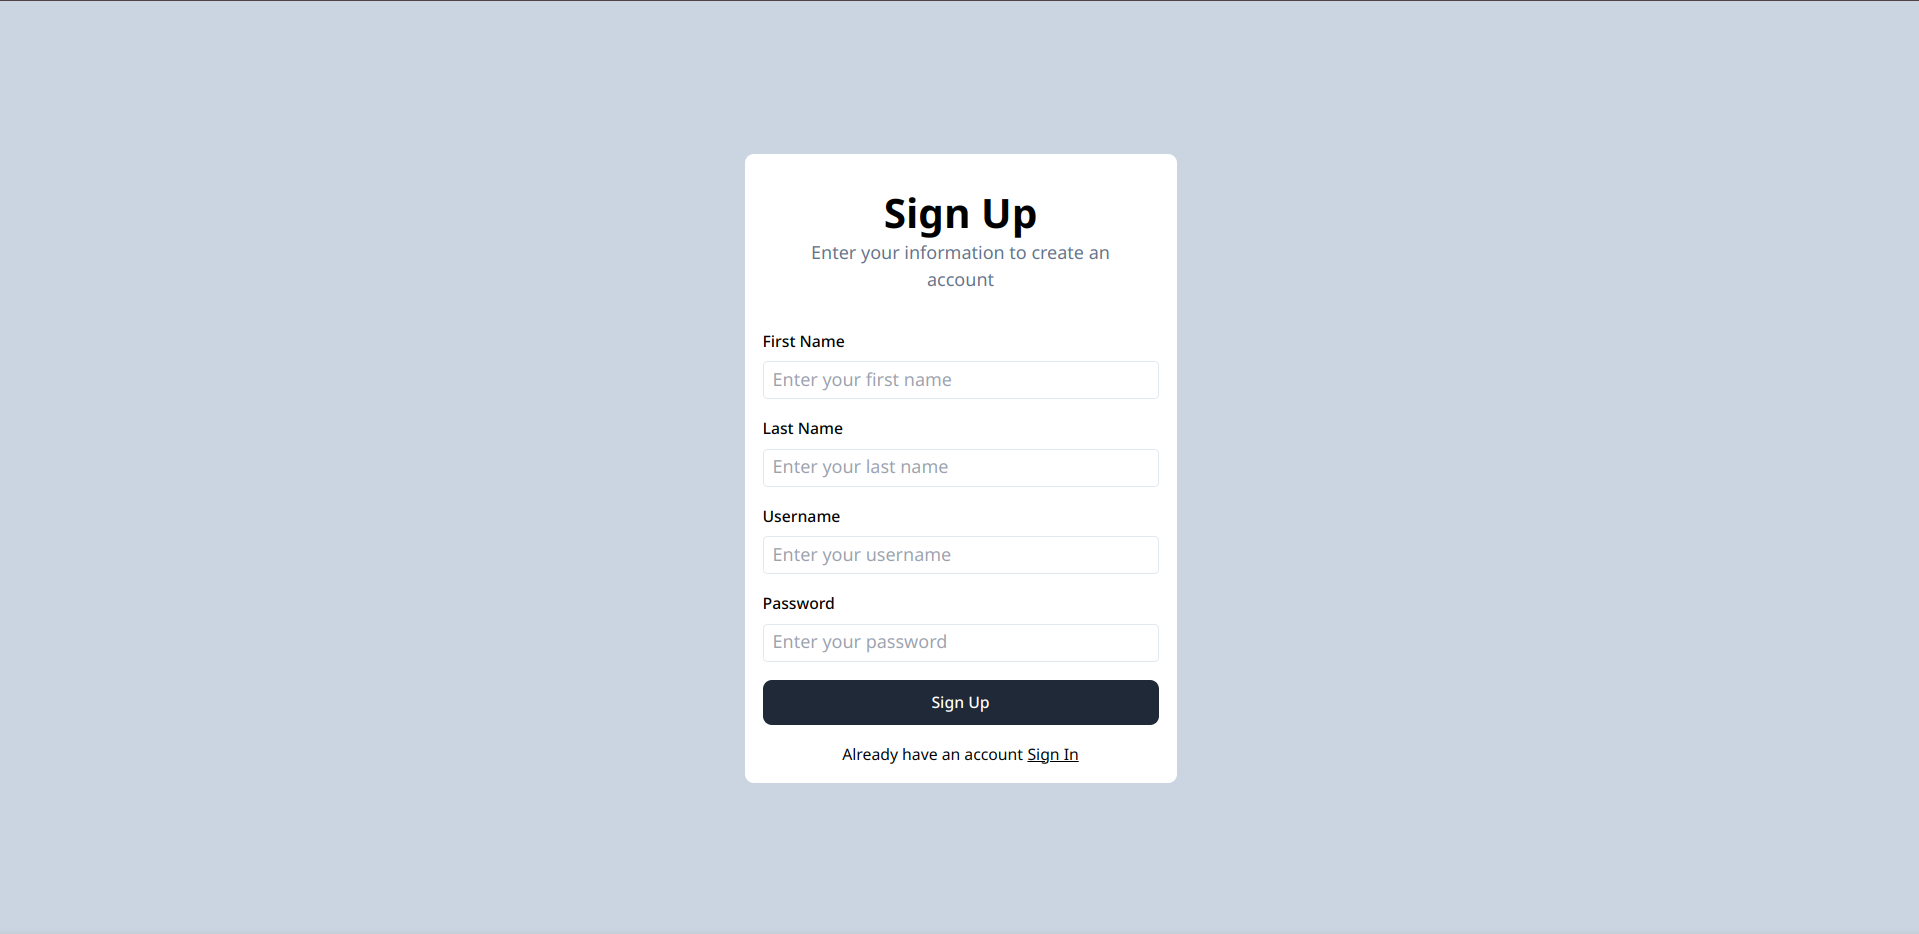 Sign Up
Enter your information to create an
account
First Name
Enter your first name
Last Name
Enter your last name
Username
Enter your username
Password
Enter your password
Sign Up
Already have an account Sign In